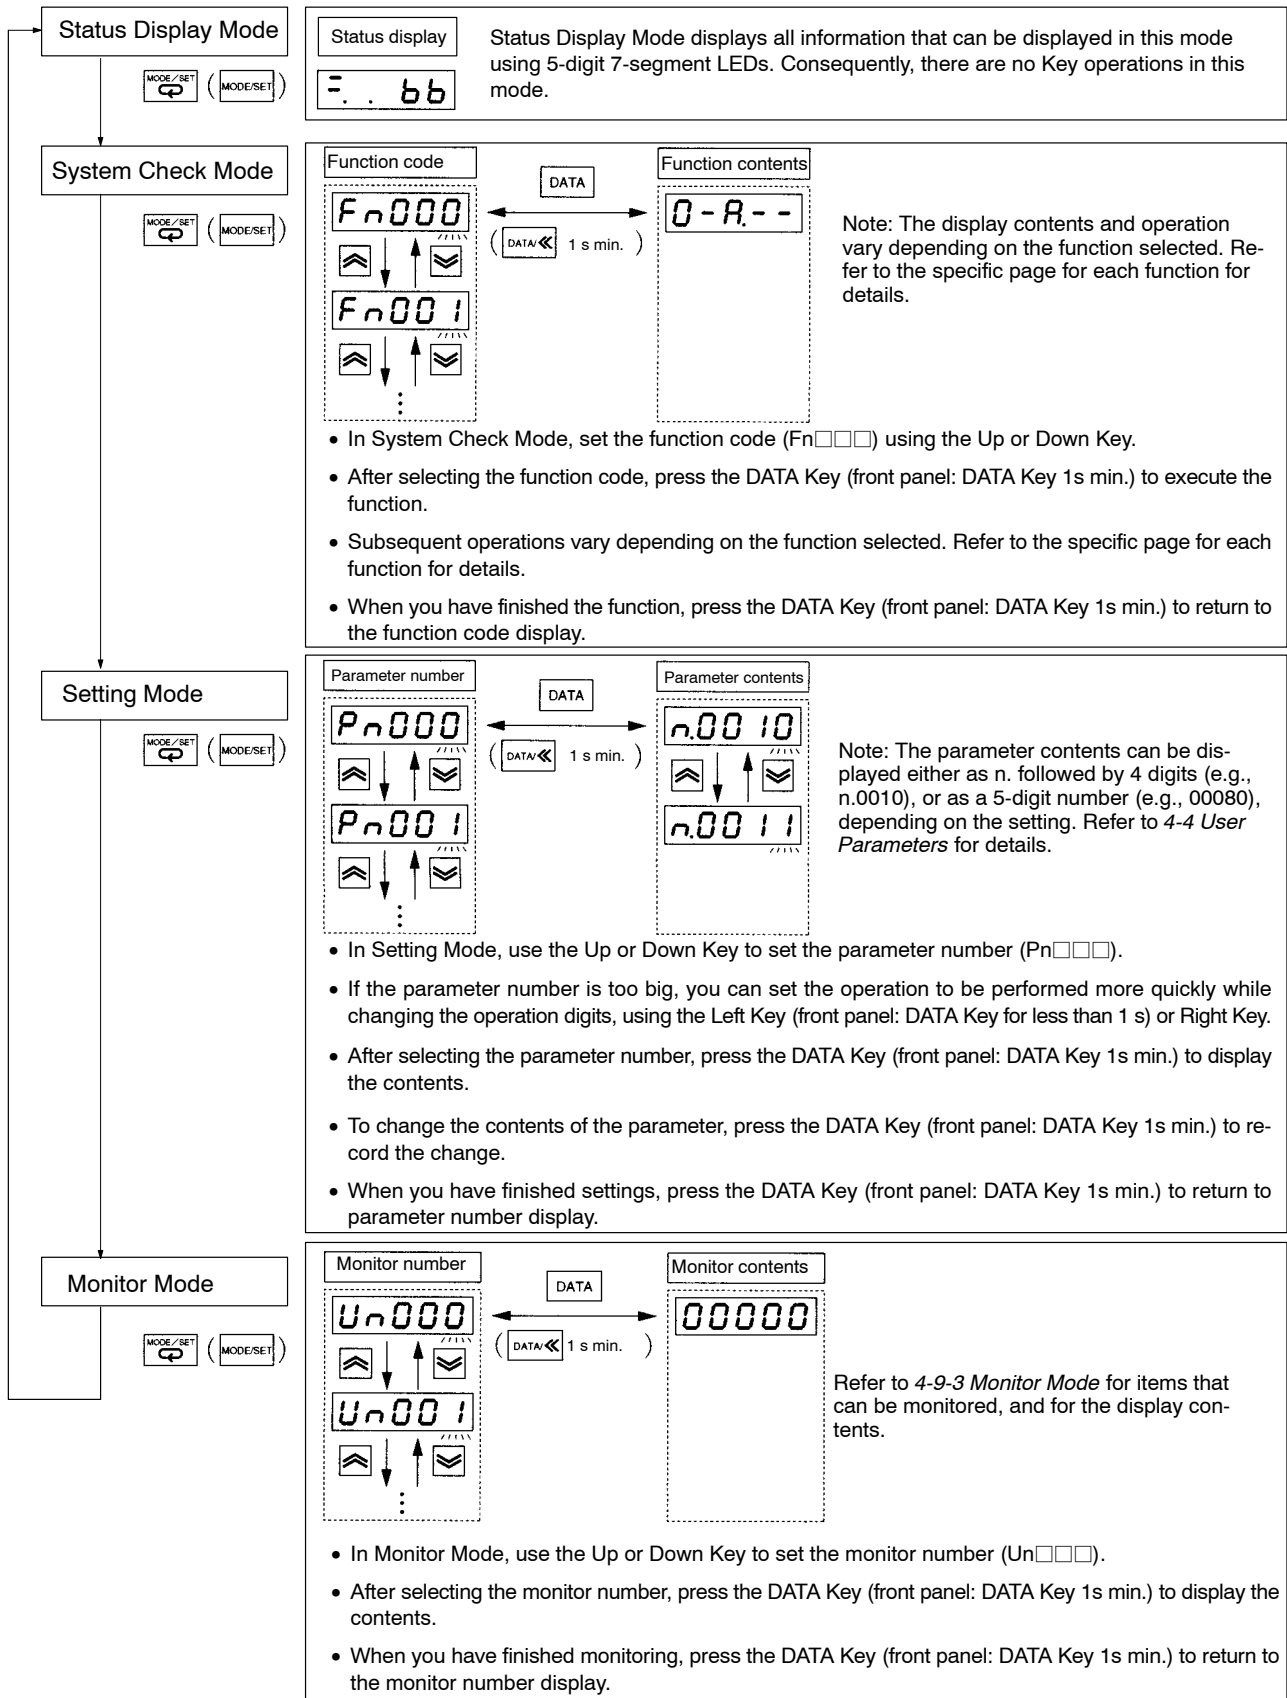 Status Display Mode
MODE/SET
(MODE/SET)
Status display
-. . bb
Status Display Mode displays all information that can be displayed in this mode
using 5-digit 7-segment LEDs. Consequently, there are no Key operations in this
mode.
System Check Mode
MODE/SET
(MODE/SET)
Function code
DATA
Function contents
Fn000
(DATA/≪ 1 s min.)
0-A.--
Fn001
⋮
Note: The display contents and operation
vary depending on the function selected. Re-
fer to the specific page for each function for
details.
• In System Check Mode, set the function code (Fn□□□) using the Up or Down Key.
• After selecting the function code, press the DATA Key (front panel: DATA Key 1s min.) to execute the
function.
• Subsequent operations vary depending on the function selected. Refer to the specific page for each
function for details.
• When you have finished the function, press the DATA Key (front panel: DATA Key 1s min.) to return to
the function code display.
Setting Mode
MODE/SET
(MODE/SET)
Parameter number
DATA
Parameter contents
Pn000
(DATA/≪ 1 s min.)
n.0010
Pn001
n.0011
⋮
Note: The parameter contents can be dis-
played either as n. followed by 4 digits (e.g.,
n.0010), or as a 5-digit number (e.g., 00080),
depending on the setting. Refer to 4-4 User
Parameters for details.
• In Setting Mode, use the Up or Down Key to set the parameter number (Pn□□□).
• If the parameter number is too big, you can set the operation to be performed more quickly while
changing the operation digits, using the Left Key (front panel: DATA Key for less than 1 s) or Right Key.
• After selecting the parameter number, press the DATA Key (front panel: DATA Key 1s min.) to display
the contents.
• To change the contents of the parameter, press the DATA Key (front panel: DATA Key 1s min.) to re-
cord the change.
• When you have finished settings, press the DATA Key (front panel: DATA Key 1s min.) to return to
parameter number display.
Monitor Mode
MODE/SET
(MODE/SET)
Monitor number
DATA
Monitor contents
Un000
(DATA/≪ 1 s min.)
00000
Un001
⋮
Refer to 4-9-3 Monitor Mode for items that
can be monitored, and for the display con-
tents.
• In Monitor Mode, use the Up or Down Key to set the monitor number (Un□□□).
• After selecting the monitor number, press the DATA Key (front panel: DATA Key 1s min.) to display the
contents.
• When you have finished monitoring, press the DATA Key (front panel: DATA Key 1s min.) to return to
the monitor number display.